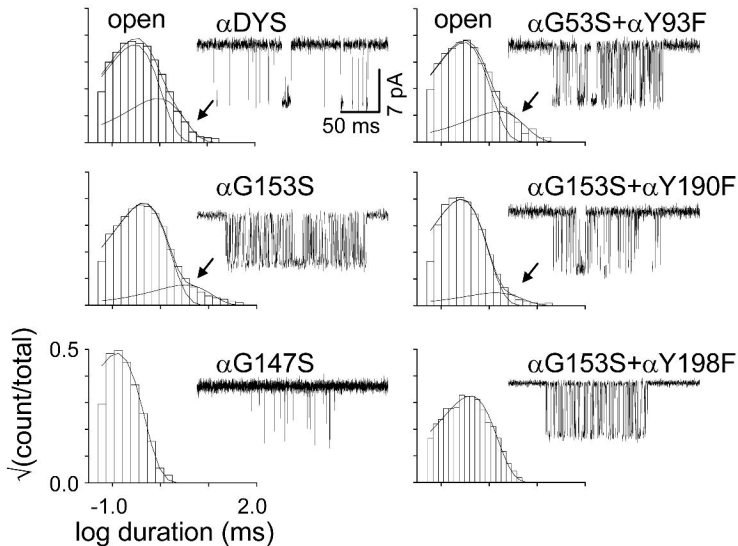 open
αDYS
7 pA
50 ms
open
αG53S+αY93F
αG153S
αG153S+αY190F
0.5
αG147S
αG153S+αY198F
√(count/total)
0.0
-1.0
2.0
log duration (ms)